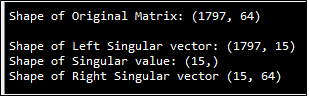 Shape of Original Matrix: (1797, 64)
Shape of Left Singular vector: (1797, 15)
Shape of Singular value: (15,)
Shape of Right Singular vector (15, 64)